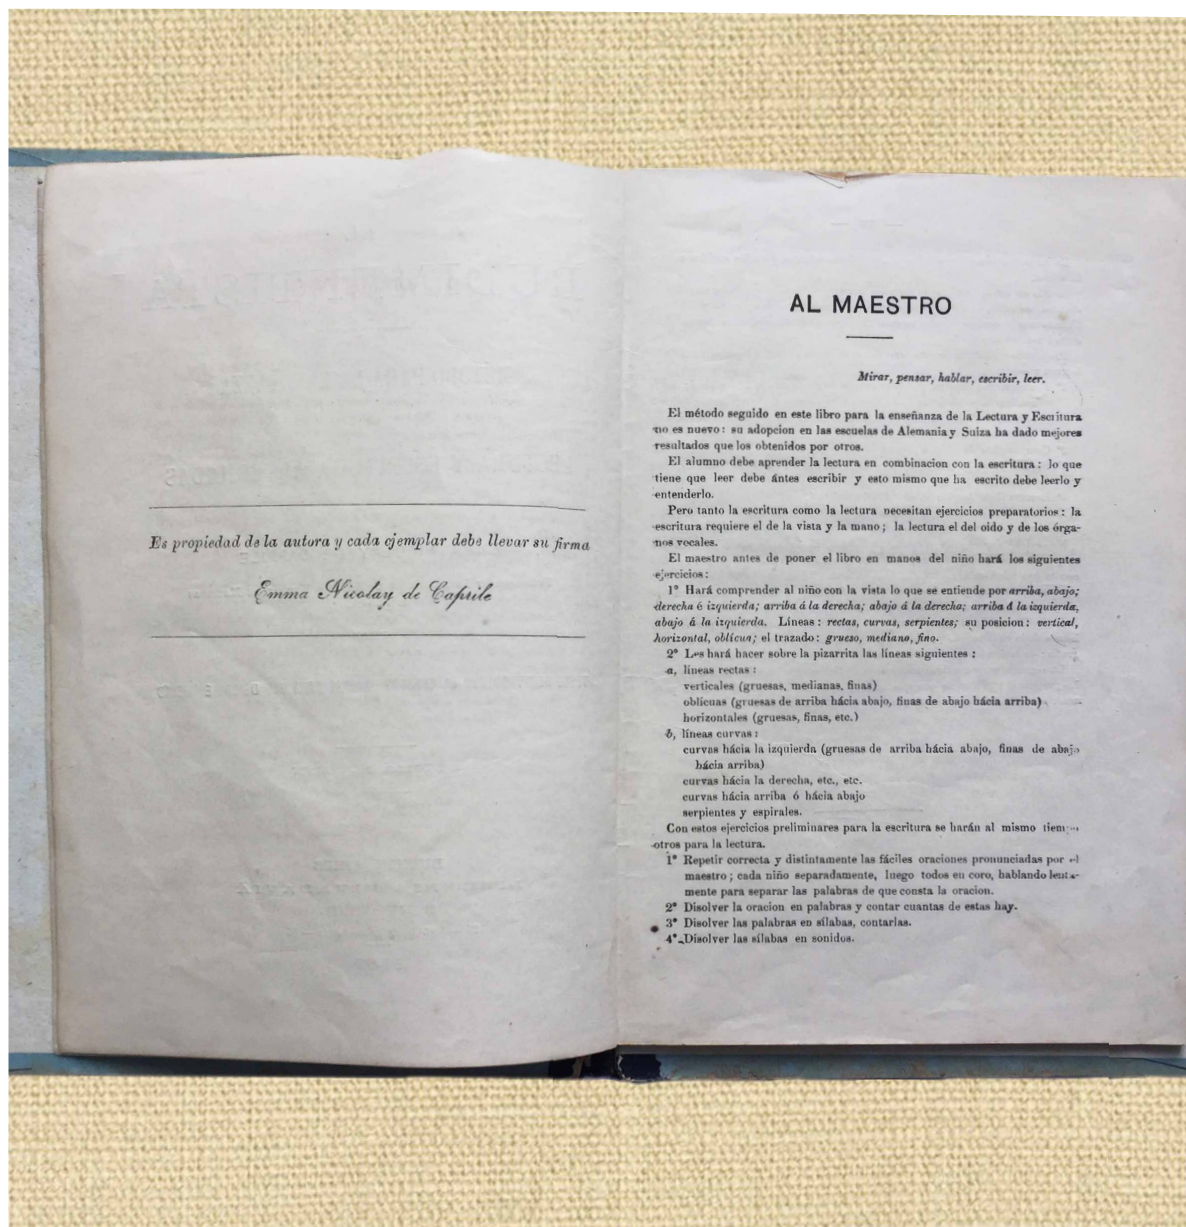 Es propiedad de la autora y cada ejemplar debe llevar su firma
Emma Nicolay de Caprile
AL MAESTRO
Mirar, pensar, hablar, escribir, leer.
El método seguido en este libro para la enseñanza de la Lectura y Escritura
no es nuevo: su adopcion en las escuelas de Alemania y Suiza ha dado mejores
resultados que los obtenidos por otros.
El alumno debe aprender la lectura en combinacion con la escritura: lo que
tiene que leer debe ántes escribir y esto mismo que ha escrito debe leerlo y
entenderlo.
Pero tanto la escritura como la lectura necesitan ejercicios preparatorios: la
escritura requiere el de la vista y la mano; la lectura el del oido y de los órga-
nos vocales.
El maestro antes de poner el libro en manos del niño hará los siguientes
ejercicios:
1º Hará comprender al niño con la vista lo que se entiende por arriba, abajo;
derecha é izquierda; arriba á la derecha; abajo á la derecha; arriba á la izquierda,
abajo á la izquierda. Líneas: rectas, curvas, serpientes; su posicion: vertical,
horizontal, oblícua; el trazado: grueso, mediano, fino.
2º Les hará hacer sobre la pizarrita las líneas siguientes:
a, líneas rectas:
verticales (gruesas, medianas, finas)
oblícuas (gruesas de arriba hácia abajo, finas de abajo hácia arriba)
horizontales (gruesas, finas, etc.)
b, líneas curvas:
curvas hácia la izquierda (gruesas de arriba hácia abajo, finas de abajo
hácia arriba)
curvas hácia la derecha, etc., etc.
curvas hácia arriba ó hácia abajo
serpientes y espirales.
Con estos ejercicios preliminares para la escritura se harán al mismo tiempo
otros para la lectura.
1º Repetir correcta y distintamente las fáciles oraciones pronunciadas por el
maestro; cada niño separadamente, luego todos en coro, hablando lenta-
mente para separar las palabras de que consta la oracion.
2º Disolver la oracion en palabras y contar cuantas de estas hay.
3º Disolver las palabras en sílabas, contarlas.
4º Disolver las sílabas en sonidos.